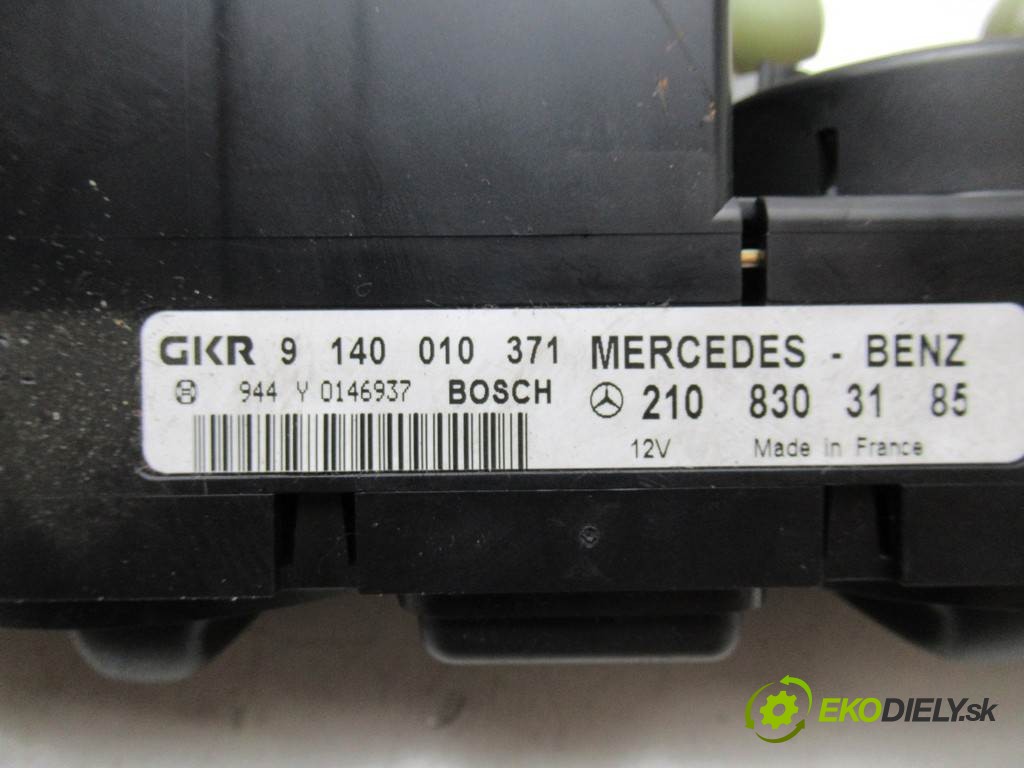 GKR 9 140 010 371 MERCEDES - BENZ
944 Y 0146937 BOSCH 210 830 31 85
12V Made in France
EKODIELY.sk